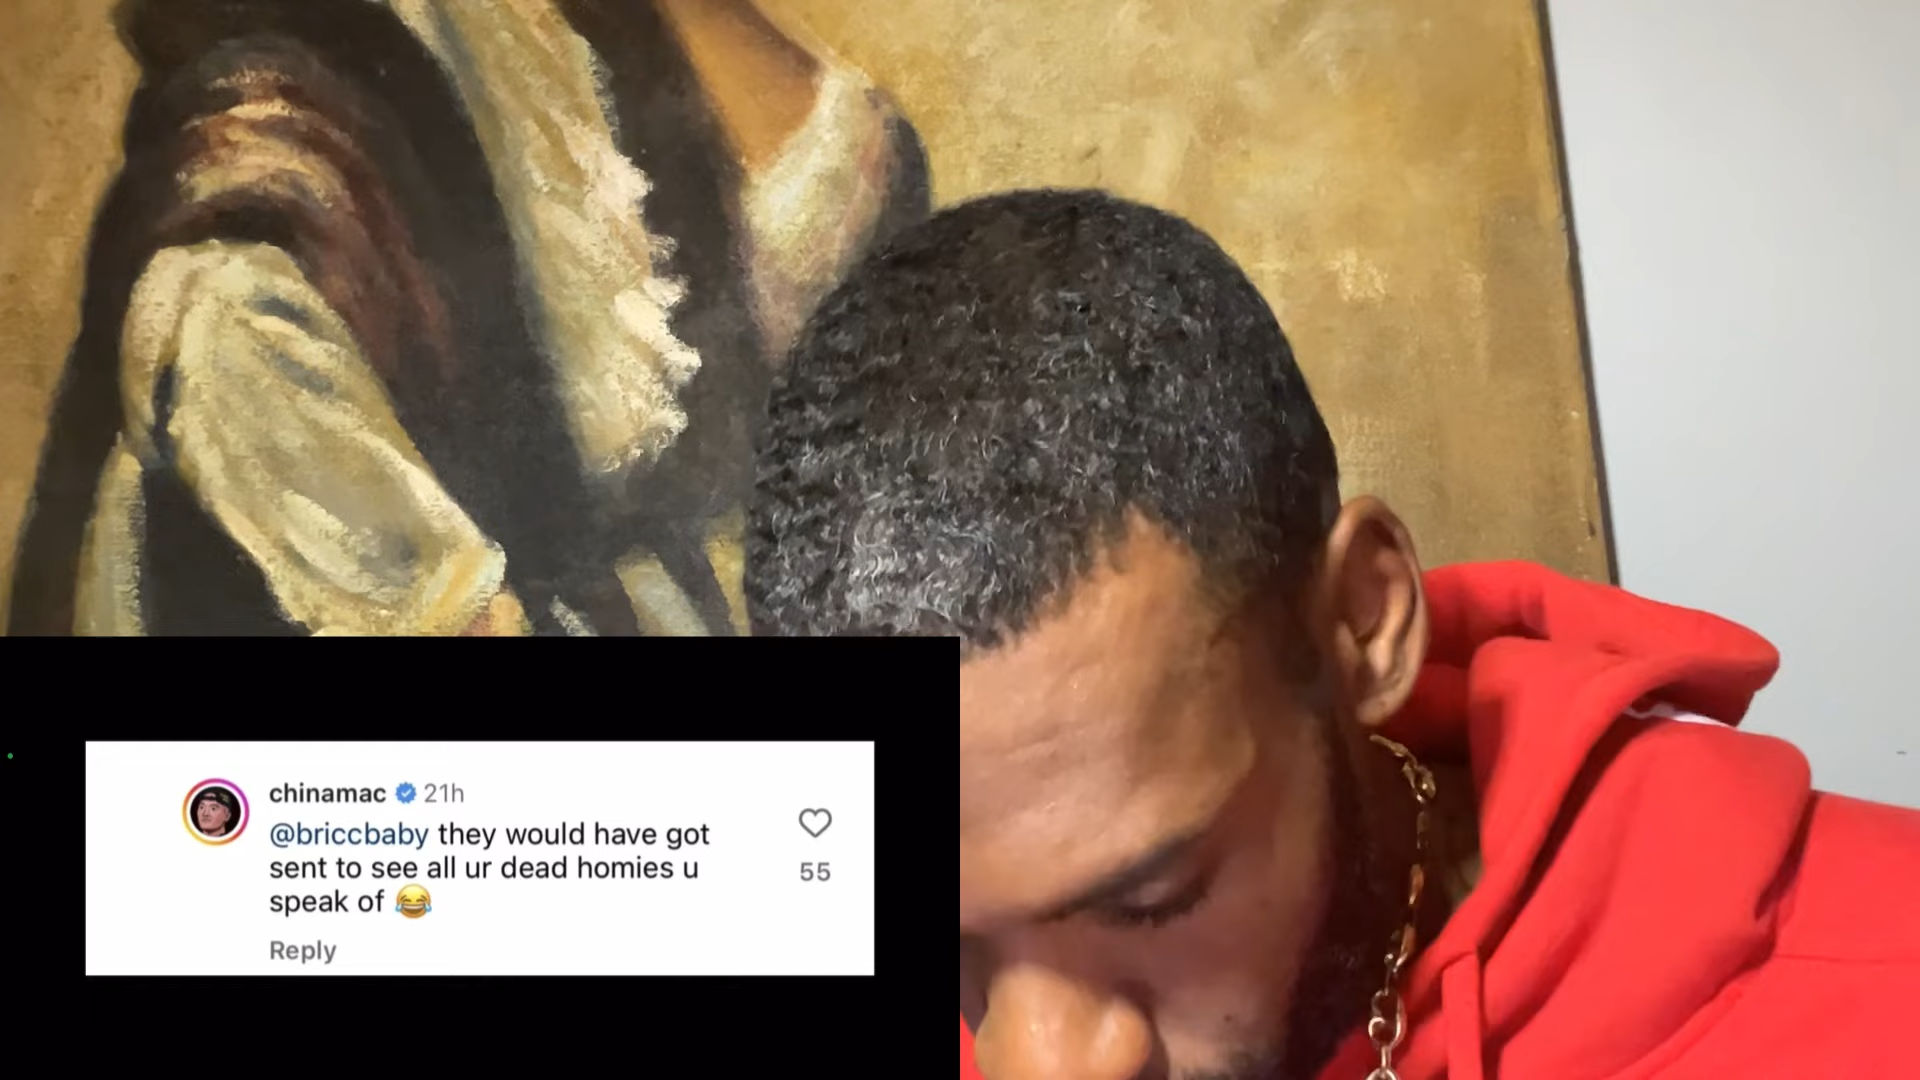 chinamac 21h
@briccbaby they would have got
sent to see all ur dead homies u
speak of 😂
55
Reply